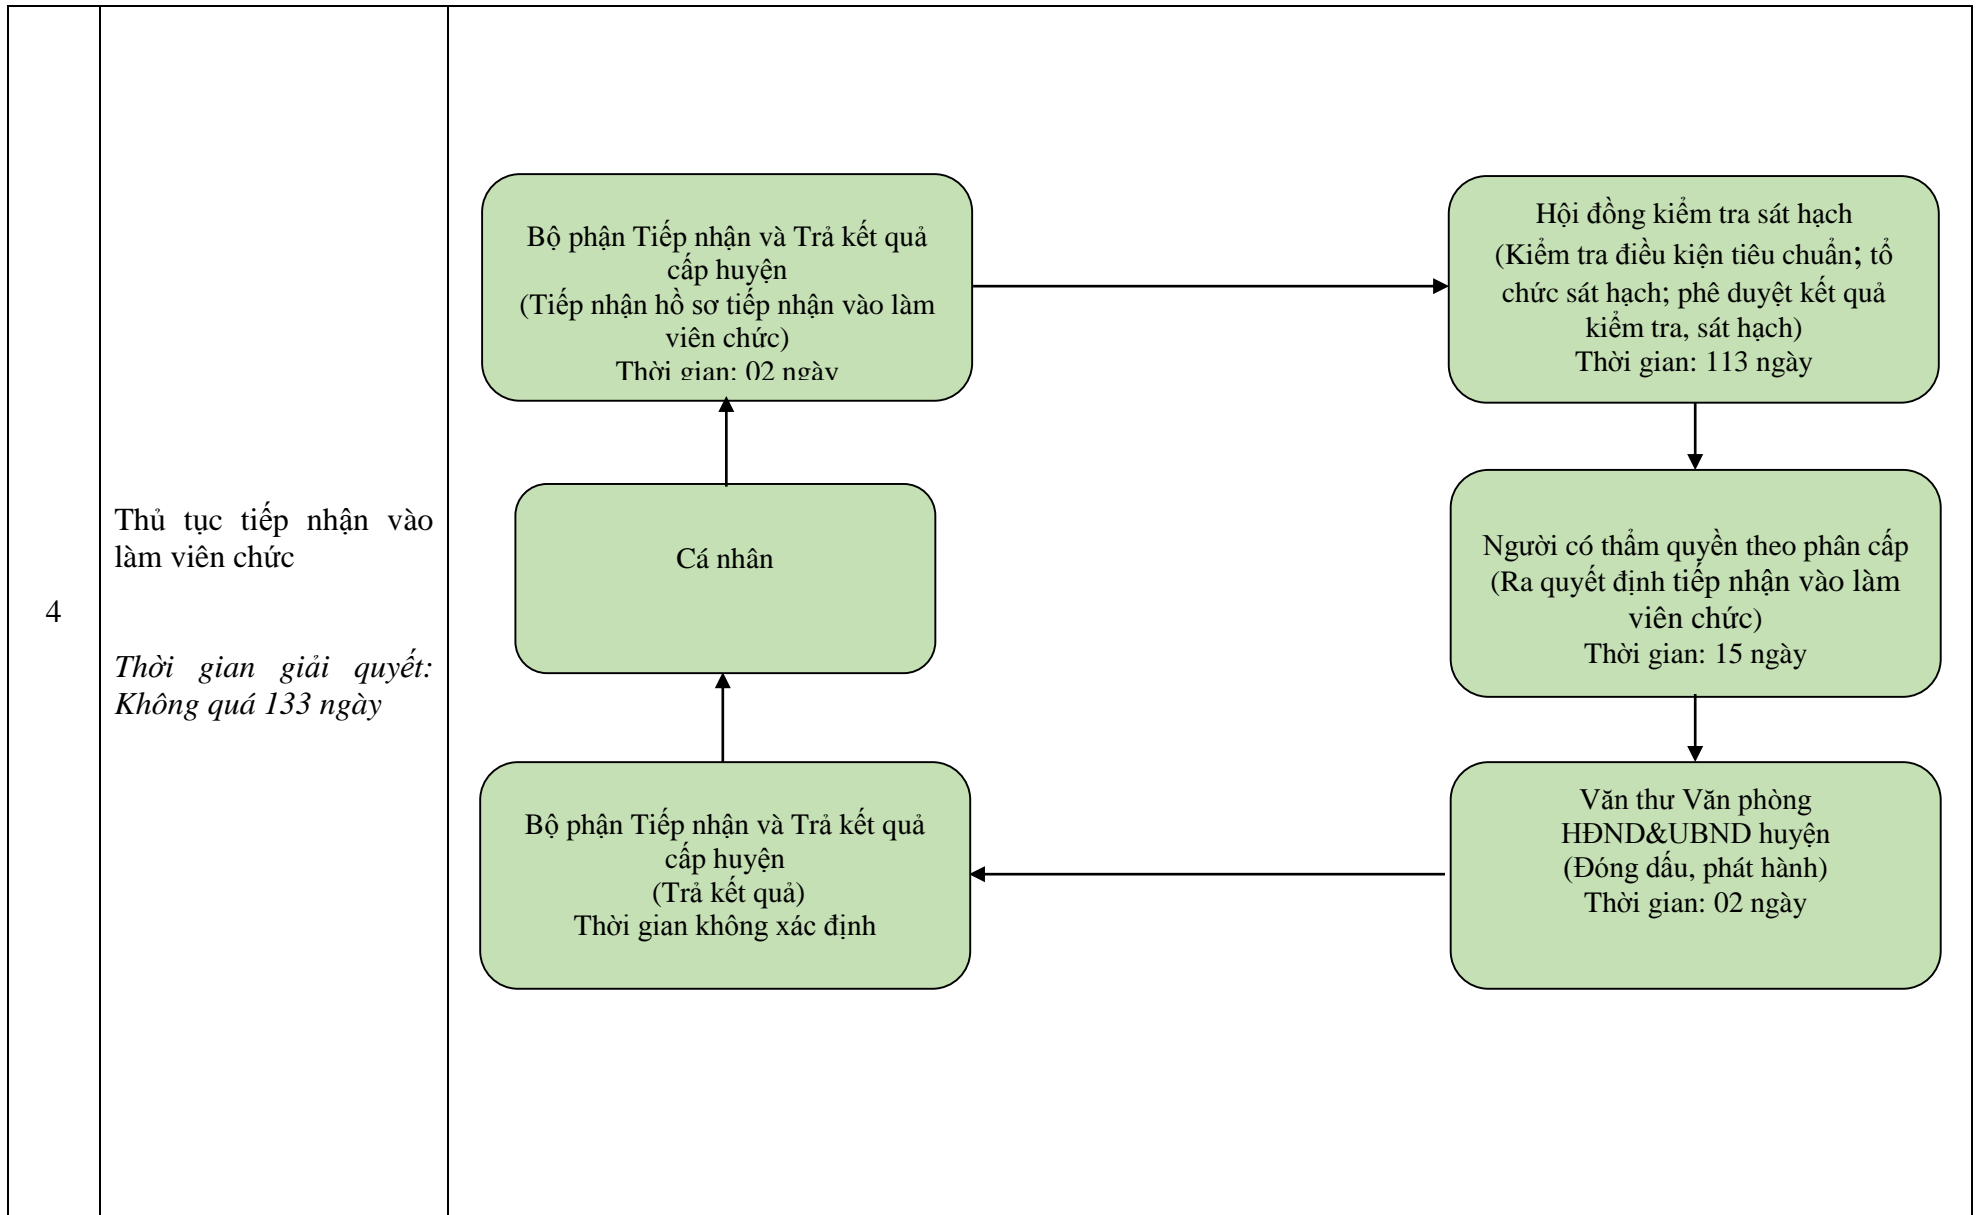 4
Thủ tục tiếp nhận vào
làm viên chức
Thời gian giải quyết:
Không quá 133 ngày
Bộ phận Tiếp nhận và Trả kết quả
cấp huyện
(Tiếp nhận hồ sơ tiếp nhận vào làm
viên chức)
Thời gian: 02 ngày
Hội đồng kiểm tra sát hạch
(Kiểm tra điều kiện tiêu chuẩn; tổ
chức sát hạch; phê duyệt kết quả
kiểm tra, sát hạch)
Thời gian: 113 ngày
Cá nhân
Người có thẩm quyền theo phân cấp
(Ra quyết định tiếp nhận vào làm
viên chức)
Thời gian: 15 ngày
Bộ phận Tiếp nhận và Trả kết quả
cấp huyện
(Trả kết quả)
Thời gian không xác định
Văn thư Văn phòng
HĐND&UBND huyện
(Đóng dấu, phát hành)
Thời gian: 02 ngày